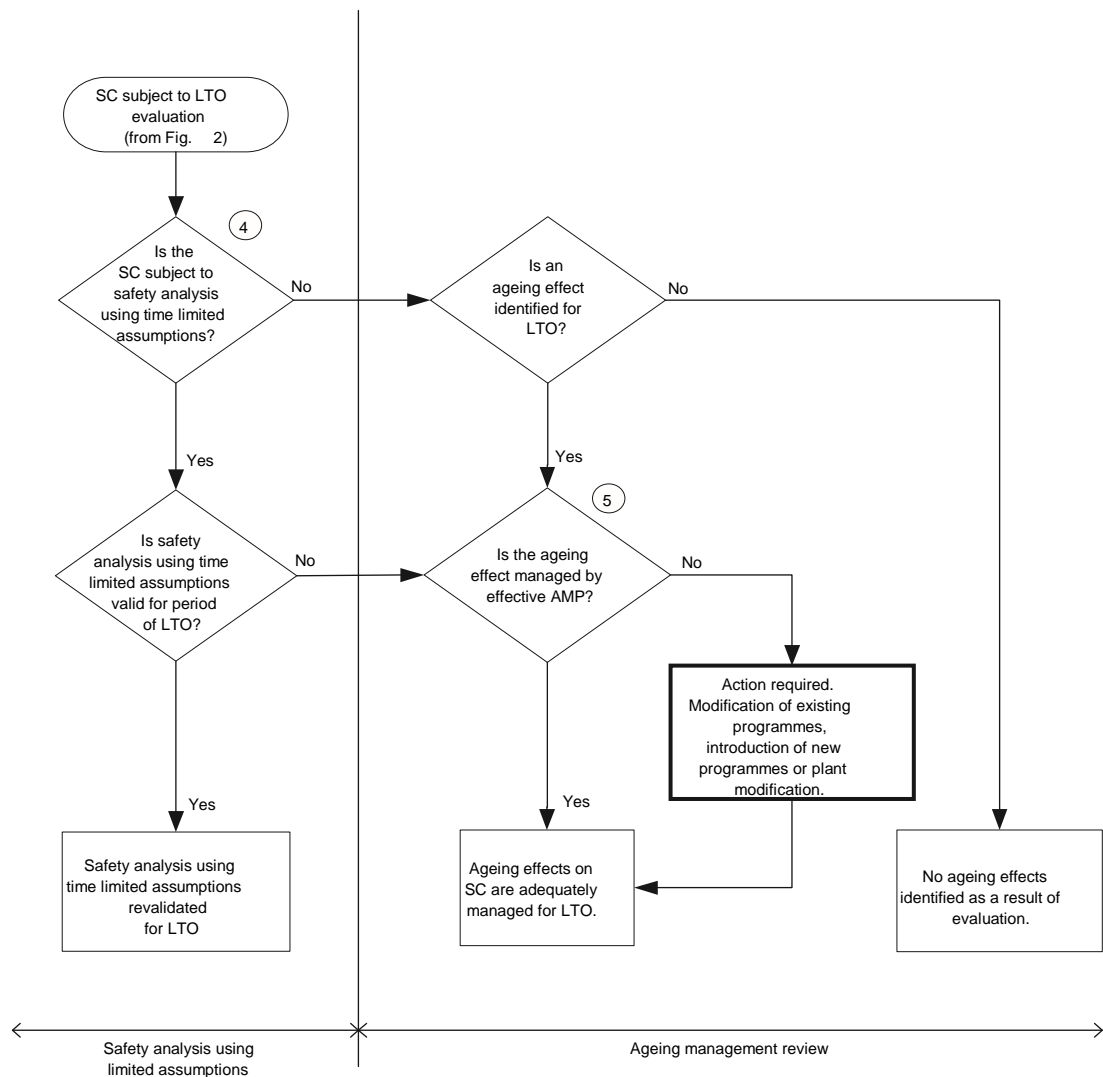 SC subject to LTO
evaluation
(from Fig. 2)
4
Is the
SC subject to
safety analysis
using time limited
assumptions?
No
Is an
ageing effect
identified for
LTO?
No
Yes
Yes
5
Is safety
analysis using time
limited assumptions
valid for period
of LTO?
No
Is the ageing
effect managed by
effective AMP?
No
Action required.
Modification of existing
programmes,
introduction of new
programmes or plant
modification.
Yes
Yes
Safety analysis using
time limited assumptions
revalidated
for LTO
Ageing effects on
SC are adequately
managed for LTO.
No ageing effects
identified as a result of
evaluation.
Safety analysis using
limited assumptions
Ageing management review